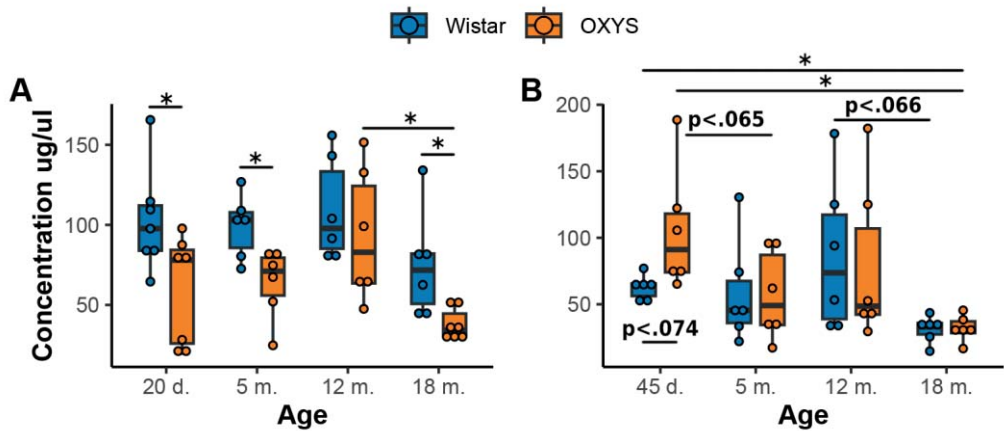 Wistar OXYS
A
Concentration ug/ul
150
100
50
*
*
*
*
20 d. 5 m. 12 m. 18 m.
Age
B
200
150
100
50
*
*
p<.065
p<.066
p<.074
45 d. 5 m. 12 m. 18 m.
Age